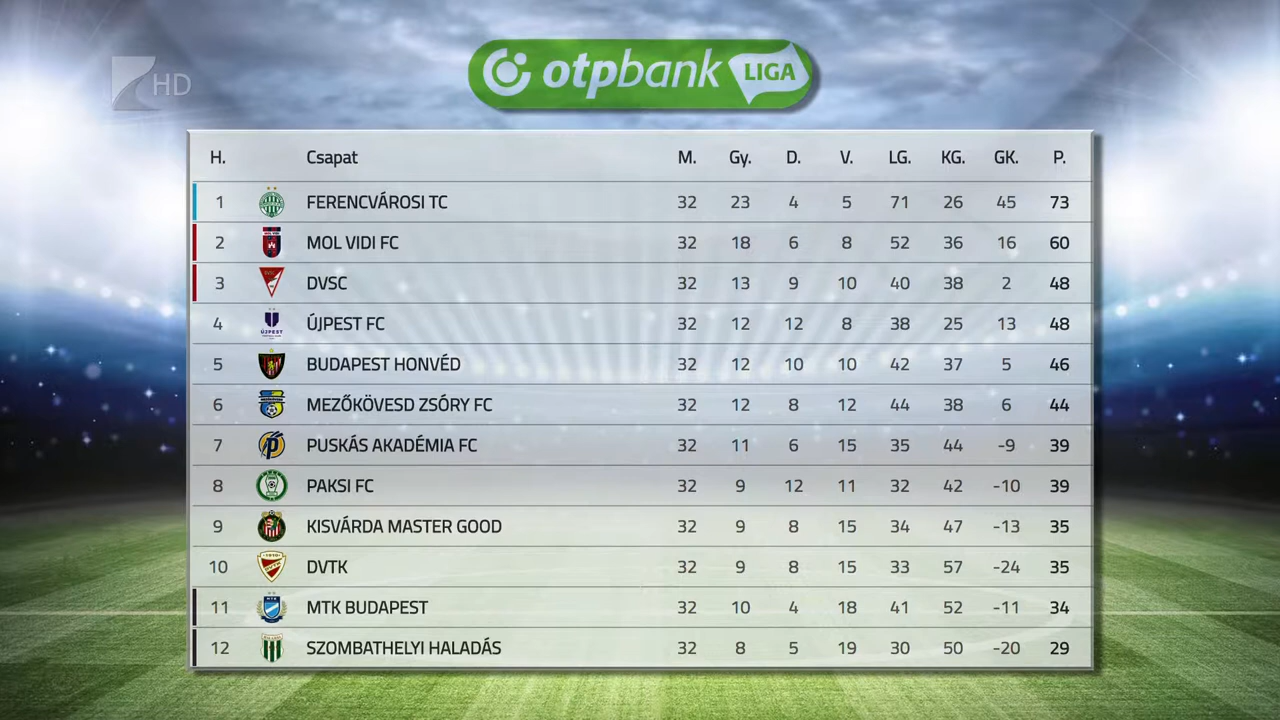 HD
otpbank LIGA
H. Csapat M. Gy. D. V. LG. KG. GK. P.
1 FERENCVÁROSI TC 32 23 4 5 71 26 45 73
2 MOL VIDI FC 32 18 6 8 52 36 16 60
3 DVSC 32 13 9 10 40 38 2 48
4 ÚJPEST FC 32 12 12 8 38 25 13 48
5 BUDAPEST HONVÉD 32 12 10 10 42 37 5 46
6 MEZŐKÖVESD ZSÓRY FC 32 12 8 12 44 38 6 44
7 PUSKÁS AKADÉMIA FC 32 11 6 15 35 44 -9 39
8 PAKSI FC 32 9 12 11 32 42 -10 39
9 KISVÁRDA MASTER GOOD 32 9 8 15 34 47 -13 35
10 DVTK 32 9 8 15 33 57 -24 35
11 MTK BUDAPEST 32 10 4 18 41 52 -11 34
12 SZOMBATHELYI HALADÁS 32 8 5 19 30 50 -20 29